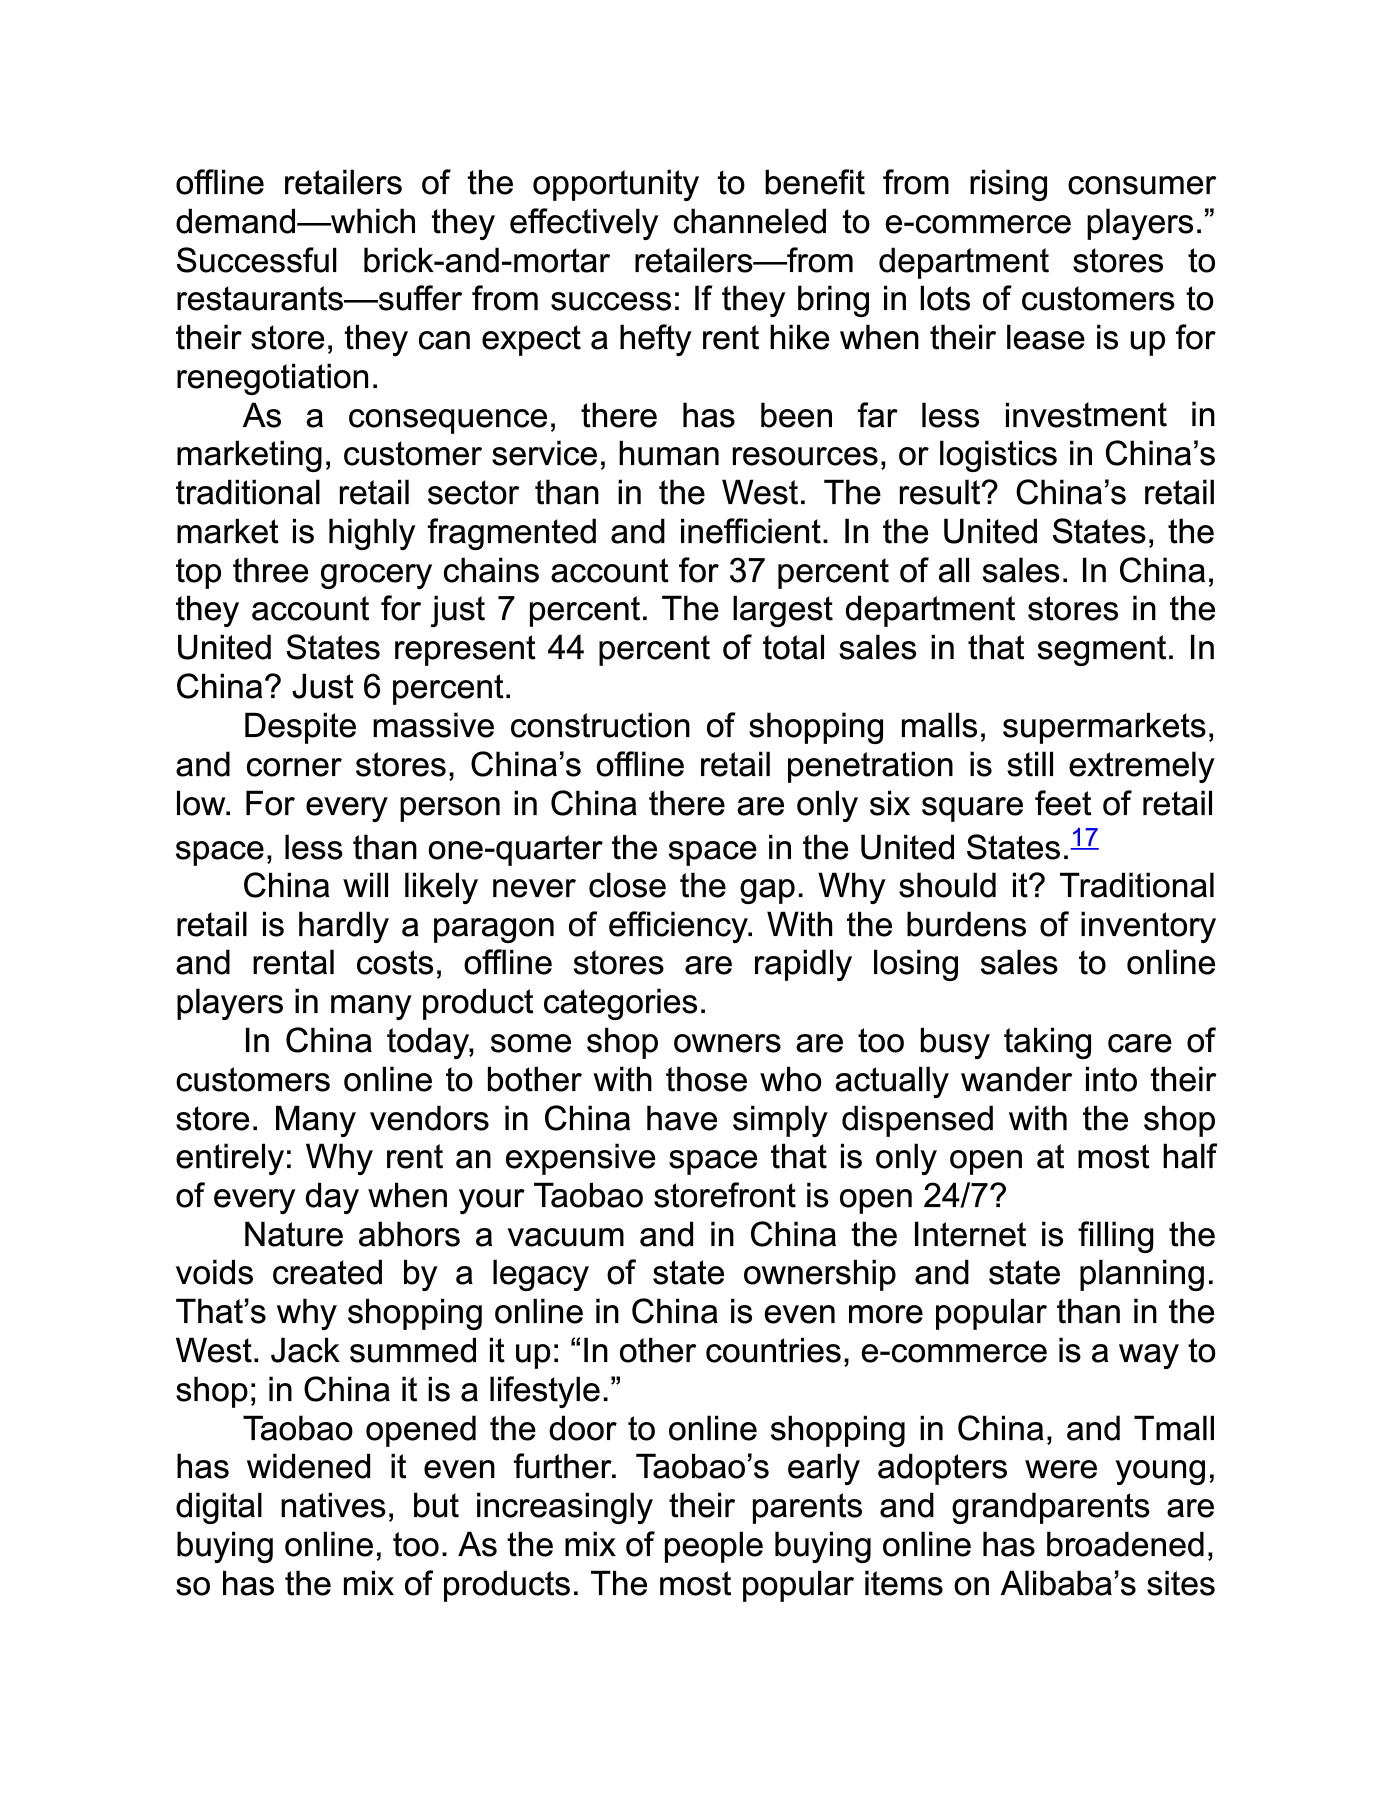 offline retailers of the opportunity to benefit from rising consumer
demand—which they effectively channeled to e-commerce players.”
Successful brick-and-mortar retailers—from department stores to
restaurants—suffer from success: If they bring in lots of customers to
their store, they can expect a hefty rent hike when their lease is up for
renegotiation.
As a consequence, there has been far less investment in
marketing, customer service, human resources, or logistics in China’s
traditional retail sector than in the West. The result? China’s retail
market is highly fragmented and inefficient. In the United States, the
top three grocery chains account for 37 percent of all sales. In China,
they account for just 7 percent. The largest department stores in the
United States represent 44 percent of total sales in that segment. In
China? Just 6 percent.
Despite massive construction of shopping malls, supermarkets,
and corner stores, China’s offline retail penetration is still extremely
low. For every person in China there are only six square feet of retail
space, less than one-quarter the space in the United States.17
China will likely never close the gap. Why should it? Traditional
retail is hardly a paragon of efficiency. With the burdens of inventory
and rental costs, offline stores are rapidly losing sales to online
players in many product categories.
In China today, some shop owners are too busy taking care of
customers online to bother with those who actually wander into their
store. Many vendors in China have simply dispensed with the shop
entirely: Why rent an expensive space that is only open at most half
of every day when your Taobao storefront is open 24/7?
Nature abhors a vacuum and in China the Internet is filling the
voids created by a legacy of state ownership and state planning.
That’s why shopping online in China is even more popular than in the
West. Jack summed it up: “In other countries, e-commerce is a way to
shop; in China it is a lifestyle.”
Taobao opened the door to online shopping in China, and Tmall
has widened it even further. Taobao’s early adopters were young,
digital natives, but increasingly their parents and grandparents are
buying online, too. As the mix of people buying online has broadened,
so has the mix of products. The most popular items on Alibaba’s sites